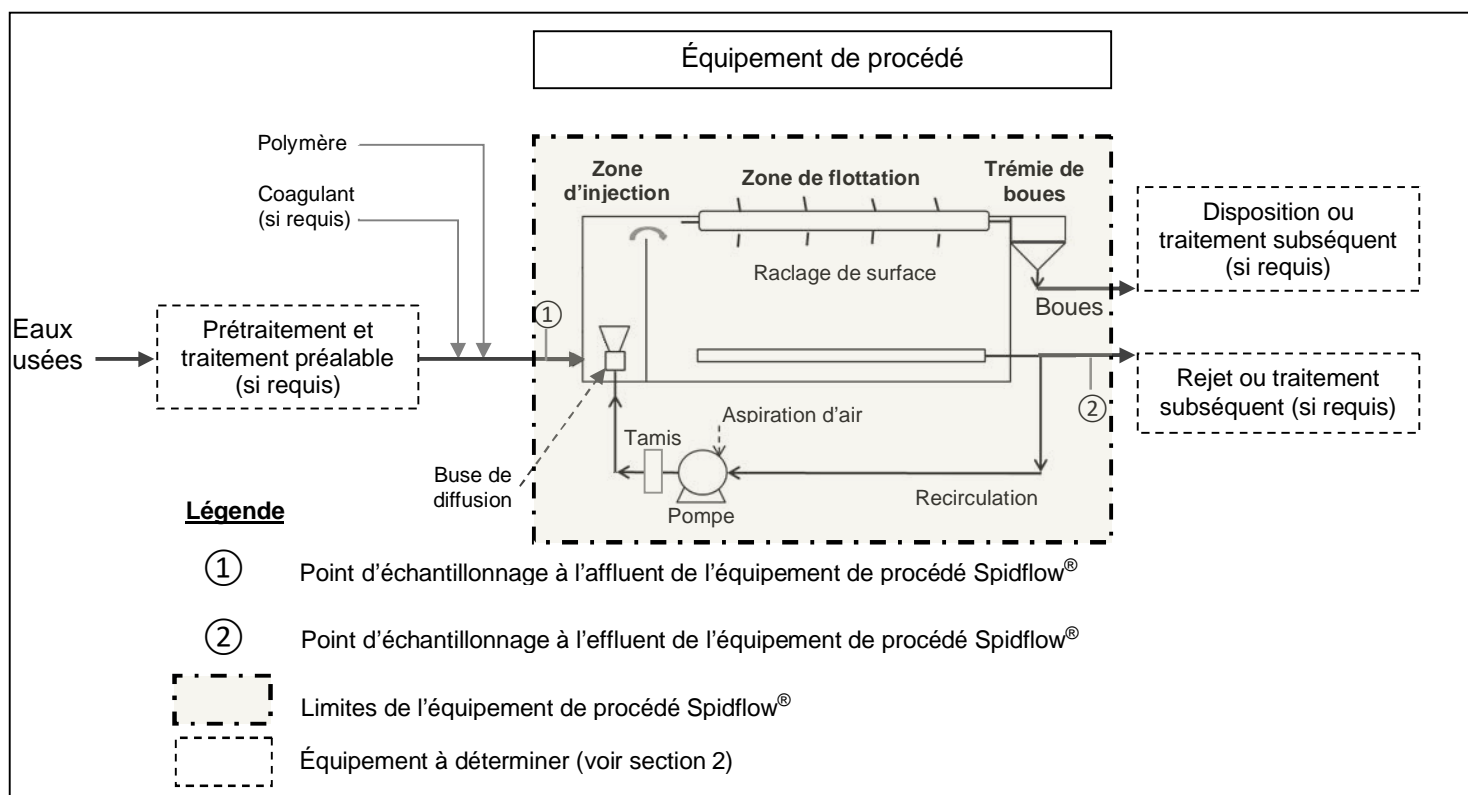 Équipement de procédé
Polymère
Coagulant
(si requis)
Zone
d'injection
Zone de flottation
Trémie de
boues
Disposition ou
traitement subséquent
(si requis)
Raclage de surface
Boues
Eaux
usées
Prétraitement et
traitement préalable
(si requis)
1
2
Rejet ou traitement
subséquent (si requis)
Aspiration d'air
Tamis
Buse de
diffusion
Pompe
Recirculation
Légende
1 Point d'échantillonnage à l'affluent de l'équipement de procédé Spidflow®
2 Point d'échantillonnage à l'effluent de l'équipement de procédé Spidflow®
Limites de l'équipement de procédé Spidflow®
Équipement à déterminer (voir section 2)